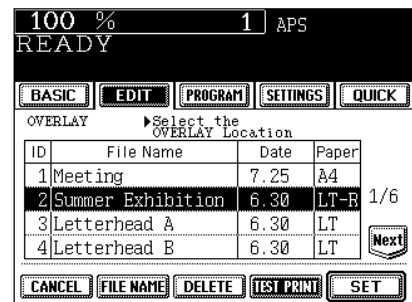 100 % 1 APS
READY
BASIC EDIT PROGRAM SETTINGS QUICK
OVERLAY ▶Select the
OVERLAY Location
ID File Name Date Paper
1 Meeting 7.25 A4
2 Summer Exhibition 6.30 LT-R 1/6
3 Letterhead A 6.30 LT
4 Letterhead B 6.30 LT Next
CANCEL FILE NAME DELETE TEST PRINT SET